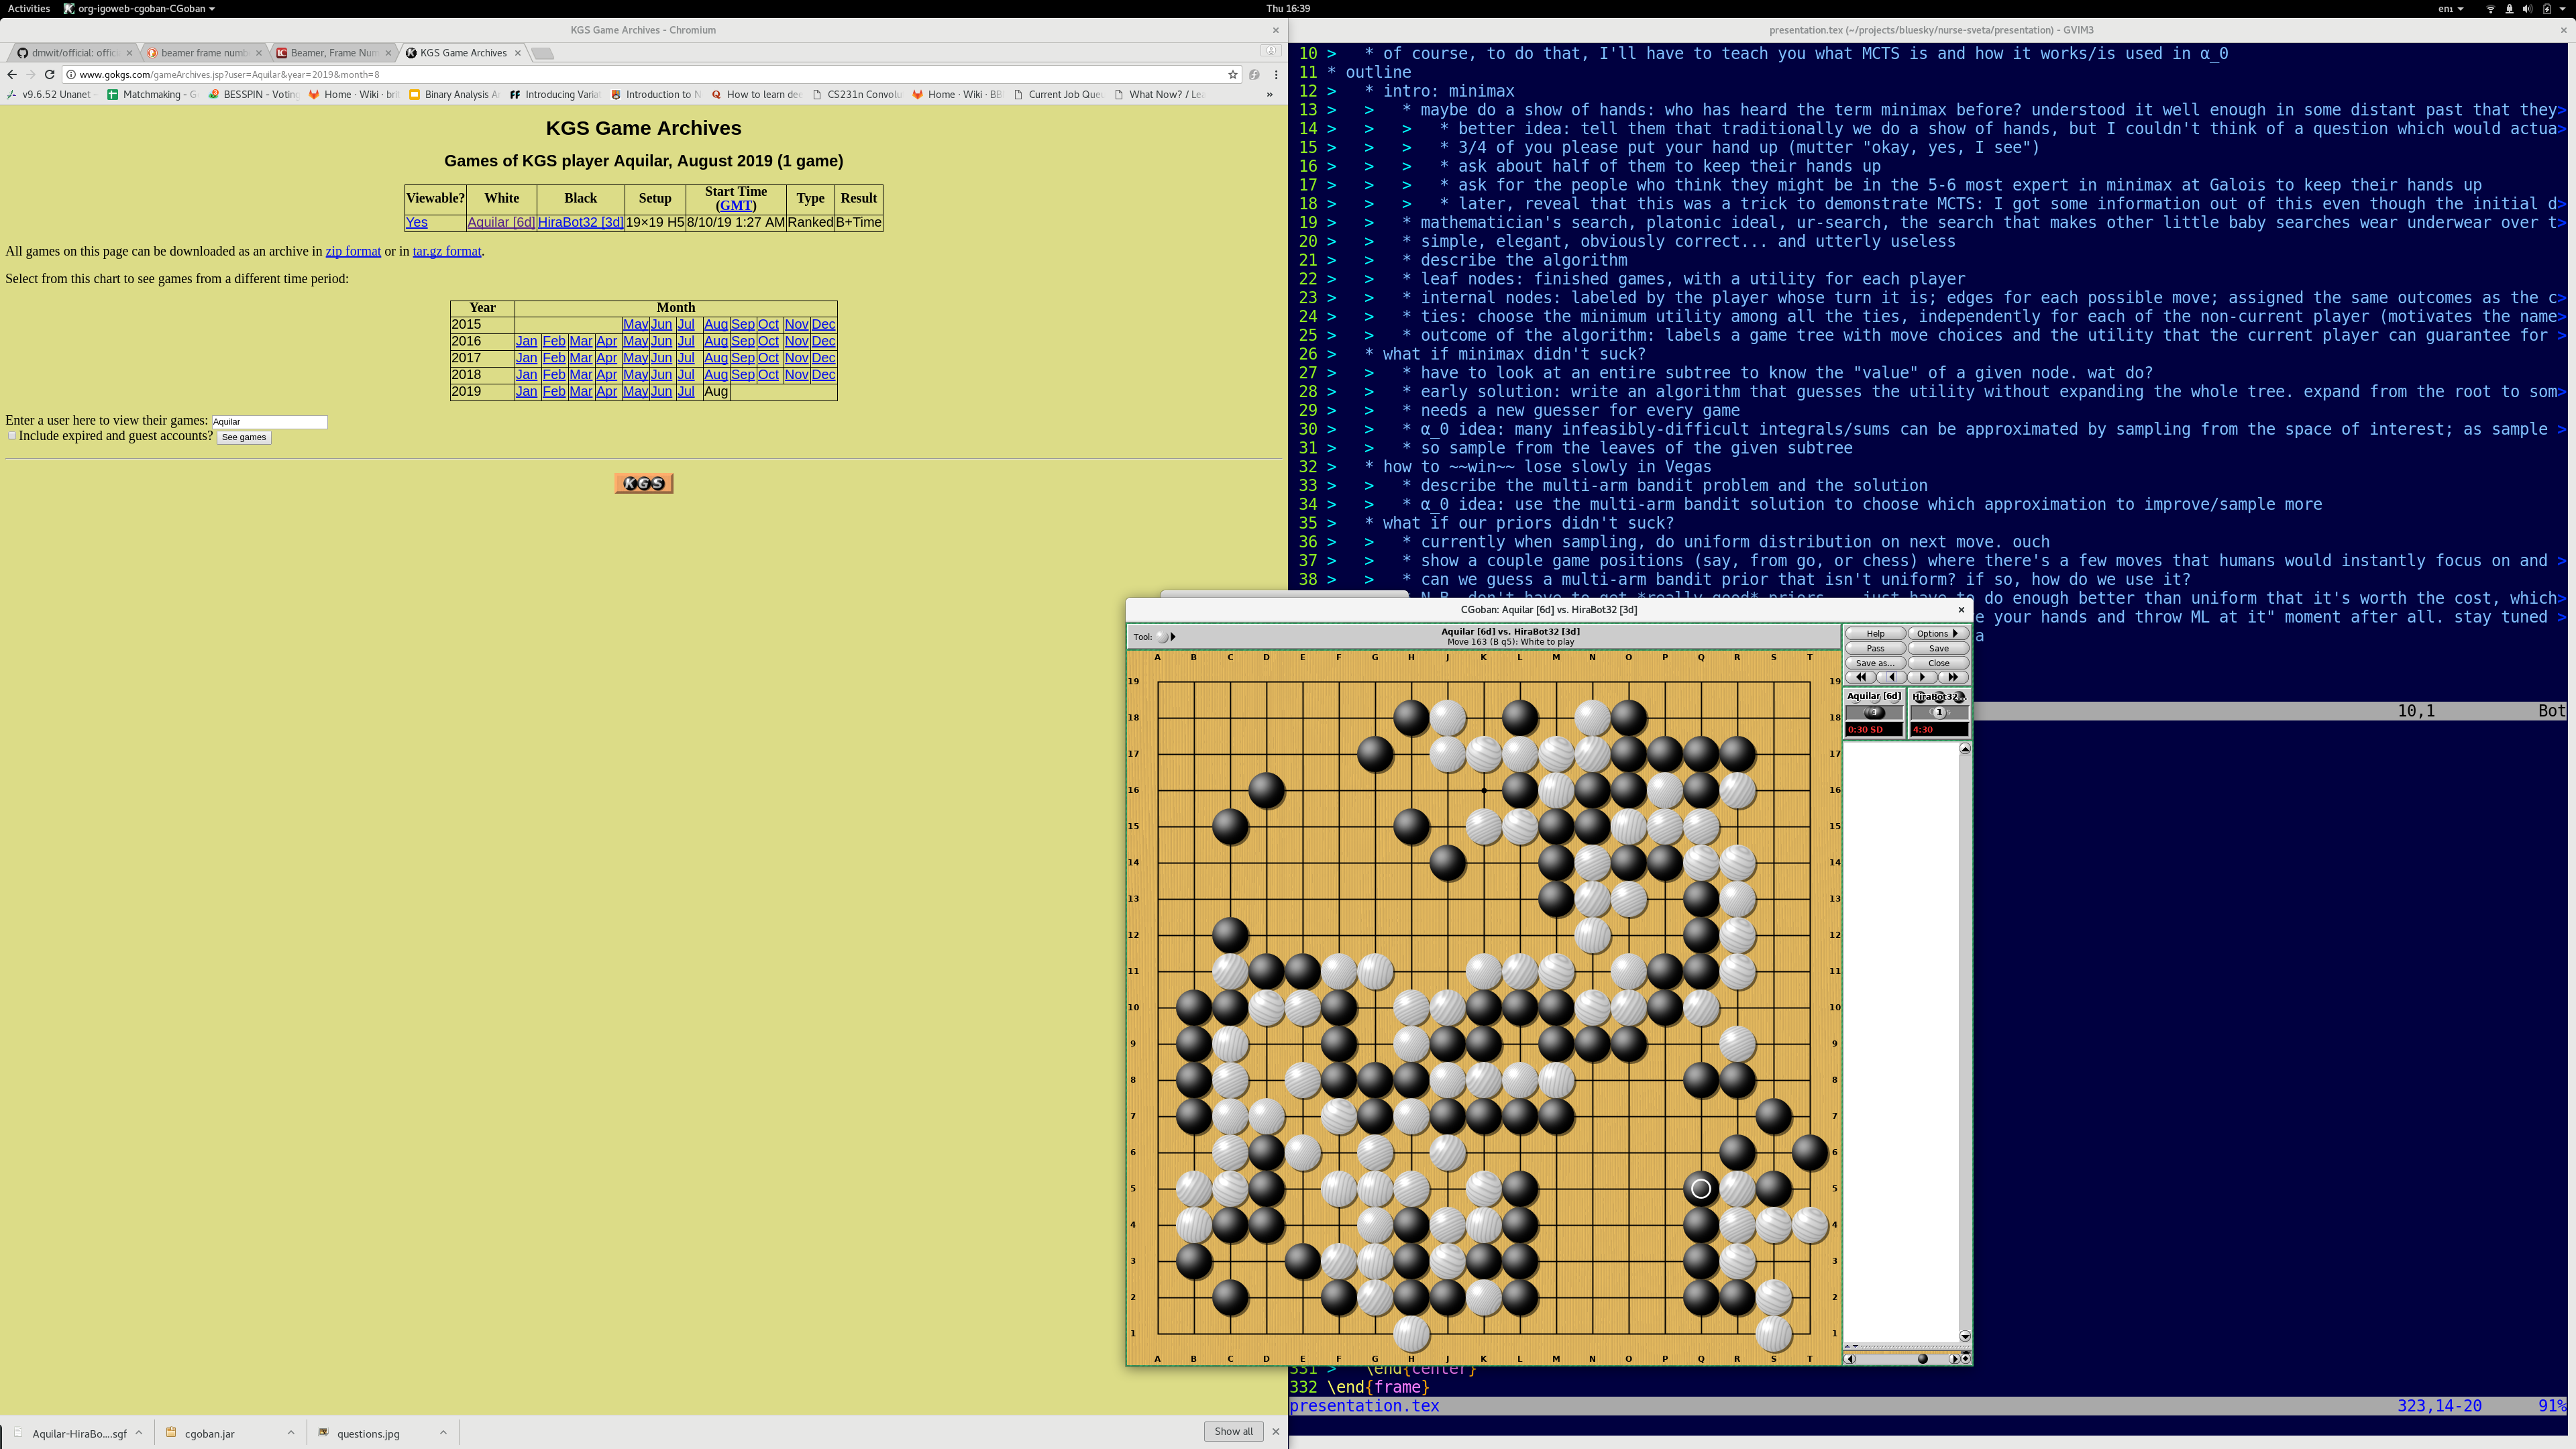 Activities org-igoweb-cgoban-CGoban Thu 16:39 en₁
KGS Game Archives - Chromium
dmwit/official: offici beamer frame numb Beamer, Frame Num KGS Game Archives
www.gokgs.com/gameArchives.jsp?user=Aquilar&year=2019&month=8
v9.6.52 Unanet Matchmaking - G BESSPIN - Voting Home · Wiki · brit Binary Analysis A Introducing Variat Introduction to N How to learn dee CS231n Convolu Home · Wiki · BB Current Job Que What Now? / Le »
KGS Game Archives
Games of KGS player Aquilar, August 2019 (1 game)
Viewable? White Black Setup Start Time (GMT) Type Result
Yes Aquilar [6d] HiraBot32 [3d] 19×19 H5 8/10/19 1:27 AM Ranked B+Time
All games on this page can be downloaded as an archive in zip format or in tar.gz format.
Select from this chart to see games from a different time period:
Year Month
2015 May Jun Jul Aug Sep Oct Nov Dec
2016 Jan Feb Mar Apr May Jun Jul Aug Sep Oct Nov Dec
2017 Jan Feb Mar Apr May Jun Jul Aug Sep Oct Nov Dec
2018 Jan Feb Mar Apr May Jun Jul Aug Sep Oct Nov Dec
2019 Jan Feb Mar Apr May Jun Jul Aug
Enter a user here to view their games: Aquilar
Include expired and guest accounts? See games
KGS
Aquilar-HiraBo....sgf cgoban.jar questions.jpg Show all
presentation.tex (~/projects/bluesky/nurse-sveta/presentation) - GVIM3
10 > * of course, to do that, I'll have to teach you what MCTS is and how it works/is used in α_0
11 * outline
12 > * intro: minimax
13 > > * maybe do a show of hands: who has heard the term minimax before? understood it well enough in some distant past that they>
14 > > > * better idea: tell them that traditionally we do a show of hands, but I couldn't think of a question which would actua>
15 > > > * 3/4 of you please put your hand up (mutter "okay, yes, I see")
16 > > > * ask about half of them to keep their hands up
17 > > > * ask for the people who think they might be in the 5-6 most expert in minimax at Galois to keep their hands up
18 > > > * later, reveal that this was a trick to demonstrate MCTS: I got some information out of this even though the initial d>
19 > > * mathematician's search, platonic ideal, ur-search, the search that makes other little baby searches wear underwear over t>
20 > > * simple, elegant, obviously correct... and utterly useless
21 > > * describe the algorithm
22 > > * leaf nodes: finished games, with a utility for each player
23 > > * internal nodes: labeled by the player whose turn it is; edges for each possible move; assigned the same outcomes as the c>
24 > > * ties: choose the minimum utility among all the ties, independently for each of the non-current player (motivates the name>
25 > > * outcome of the algorithm: labels a game tree with move choices and the utility that the current player can guarantee for >
26 > * what if minimax didn't suck?
27 > > * have to look at an entire subtree to know the "value" of a given node. wat do?
28 > > * early solution: write an algorithm that guesses the utility without expanding the whole tree. expand from the root to som>
29 > > * needs a new guesser for every game
30 > > * α_0 idea: many infeasibly-difficult integrals/sums can be approximated by sampling from the space of interest; as sample >
31 > > * so sample from the leaves of the given subtree
32 > * how to ~~win~~ lose slowly in Vegas
33 > > * describe the multi-arm bandit problem and the solution
34 > > * α_0 idea: use the multi-arm bandit solution to choose which approximation to improve/sample more
35 > * what if our priors didn't suck?
36 > > * currently when sampling, do uniform distribution on next move. ouch
37 > > * show a couple game positions (say, from go, or chess) where there's a few moves that humans would instantly focus on and >
38 > > * can we guess a multi-arm bandit prior that isn't uniform? if so, how do we use it?
* N.B. don't have to get *really good* priors -- just have to do enough better than uniform that it's worth the cost, which>
e your hands and throw ML at it" moment after all. stay tuned >
a
10,1 Bot
CGoban: Aquilar [6d] vs. HiraBot32 [3d]
Tool: Aquilar [6d] vs. HiraBot32 [3d]
Move 163 (B q5): White to play
Help Options
Pass Save
Save as... Close
Aquilar [6d] HiraBot32...
3 1
0:30 SD 4:30
A B C D E F G H J K L M N O P Q R S T
19 19
18 18
17 17
16 16
15 15
14 14
13 13
12 12
11 11
10 10
9 9
8 8
7 7
6 6
5 5
4 4
3 3
2 2
1 1
A B C D E F G H J K L M N O P Q R S T
331 > \end{center}
332 \end{frame}
presentation.tex 323,14-20 91%